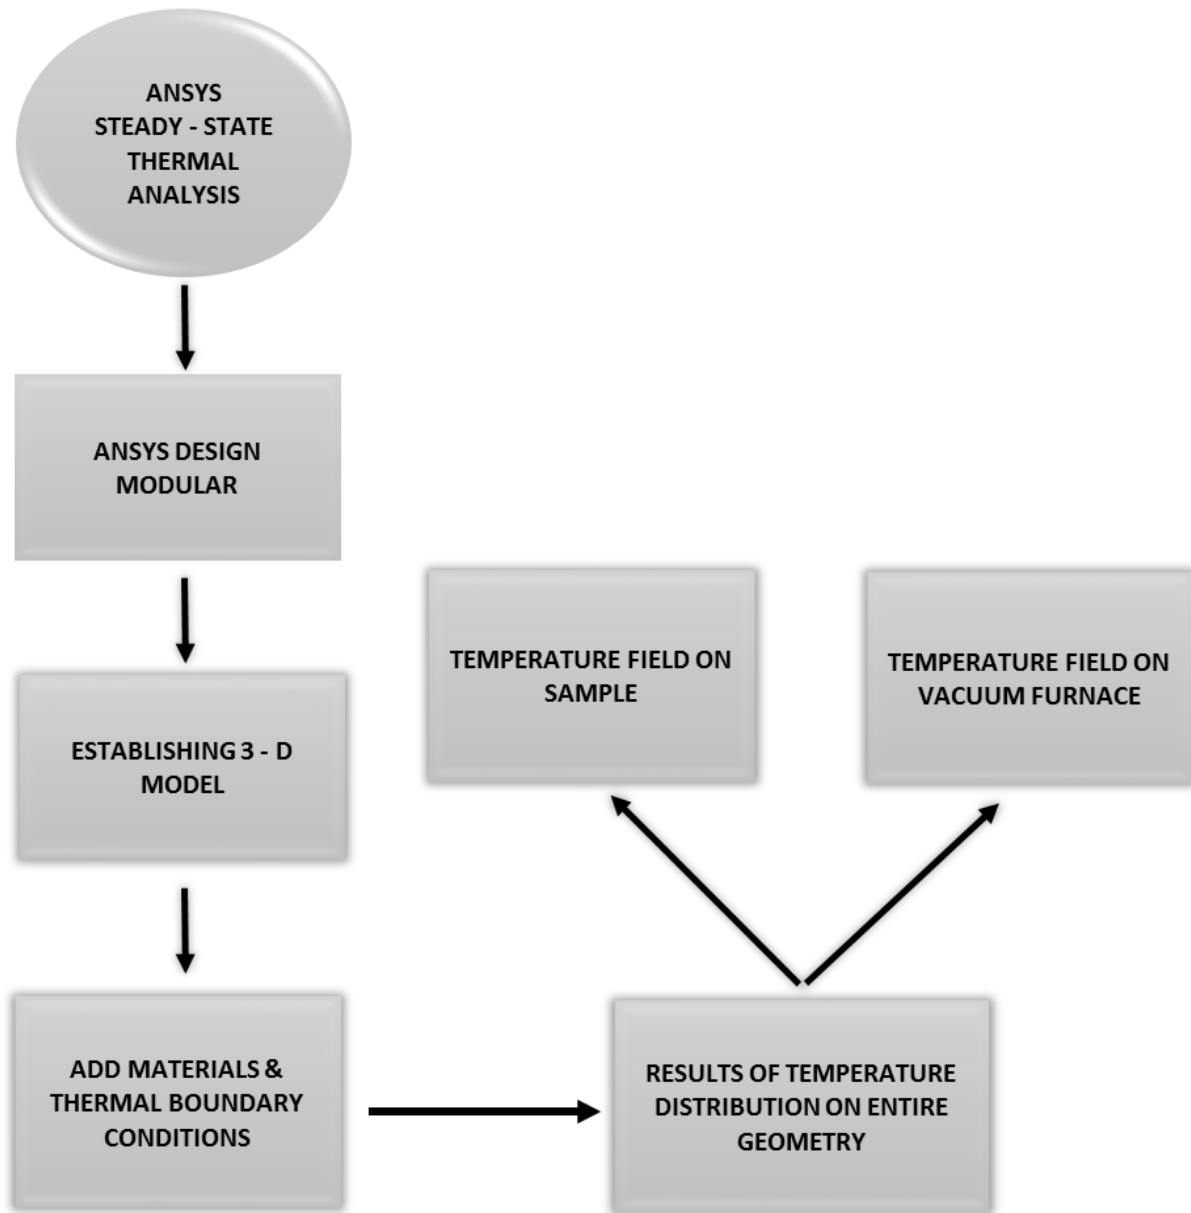 ANSYS
STEADY - STATE
THERMAL
ANALYSIS
ANSYS DESIGN
MODULAR
ESTABLISHING 3 - D
MODEL
ADD MATERIALS &
THERMAL BOUNDARY
CONDITIONS
RESULTS OF TEMPERATURE
DISTRIBUTION ON ENTIRE
GEOMETRY
TEMPERATURE FIELD ON
SAMPLE
TEMPERATURE FIELD ON
VACUUM FURNACE